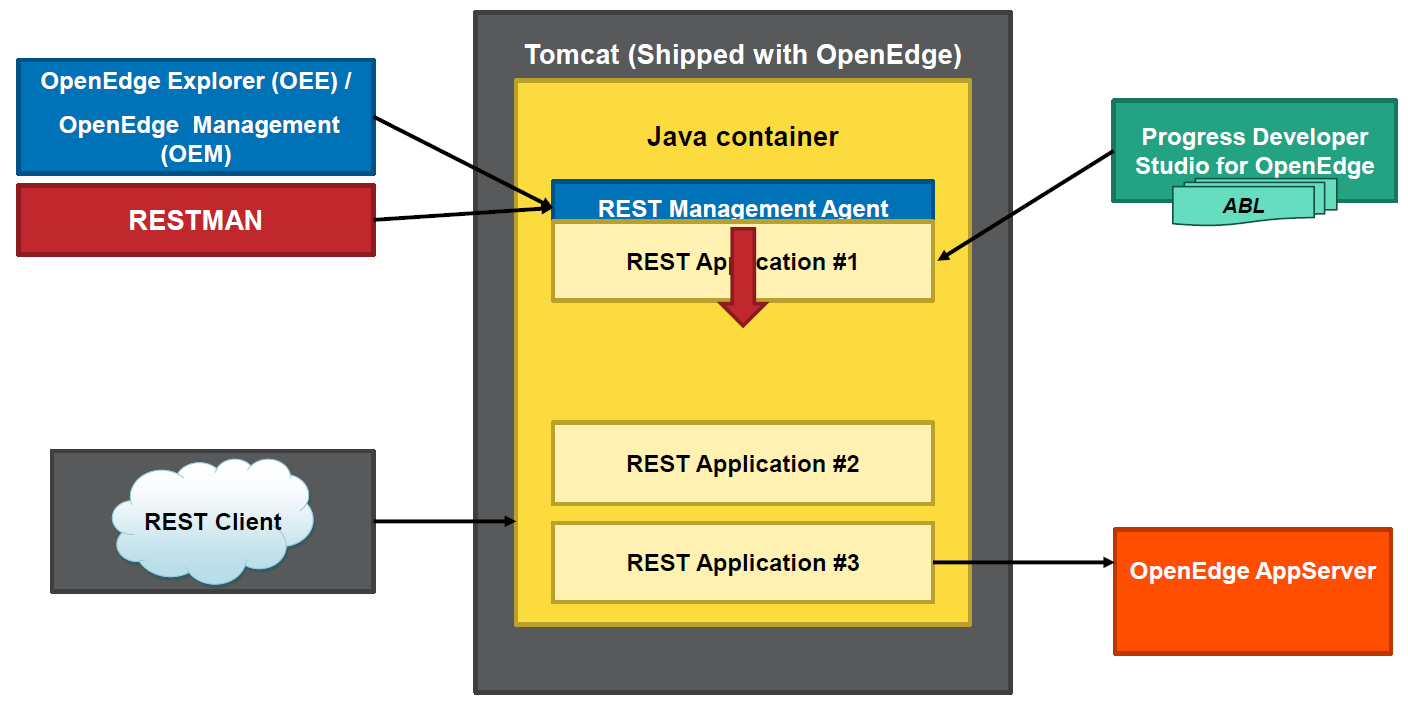 Tomcat (Shipped with OpenEdge)
OpenEdge Explorer (OEE) /
OpenEdge Management
(OEM)
RESTMAN
Java container
REST Management Agent
REST Application #1
Progress Developer
Studio for OpenEdge
ABL
REST Application #2
REST Client
REST Application #3
OpenEdge AppServer